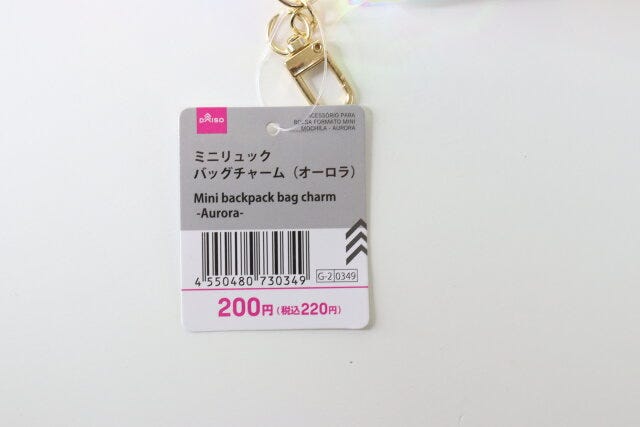 DAISO
ACESSÓRIO PARA
BOLSA FORMATO MINI
MOCHILA - AURORA
ミニリュック
バッグチャーム（オーロラ）
Mini backpack bag charm
-Aurora-
4 550480 730349
G-2 0349
200円（税込220円）